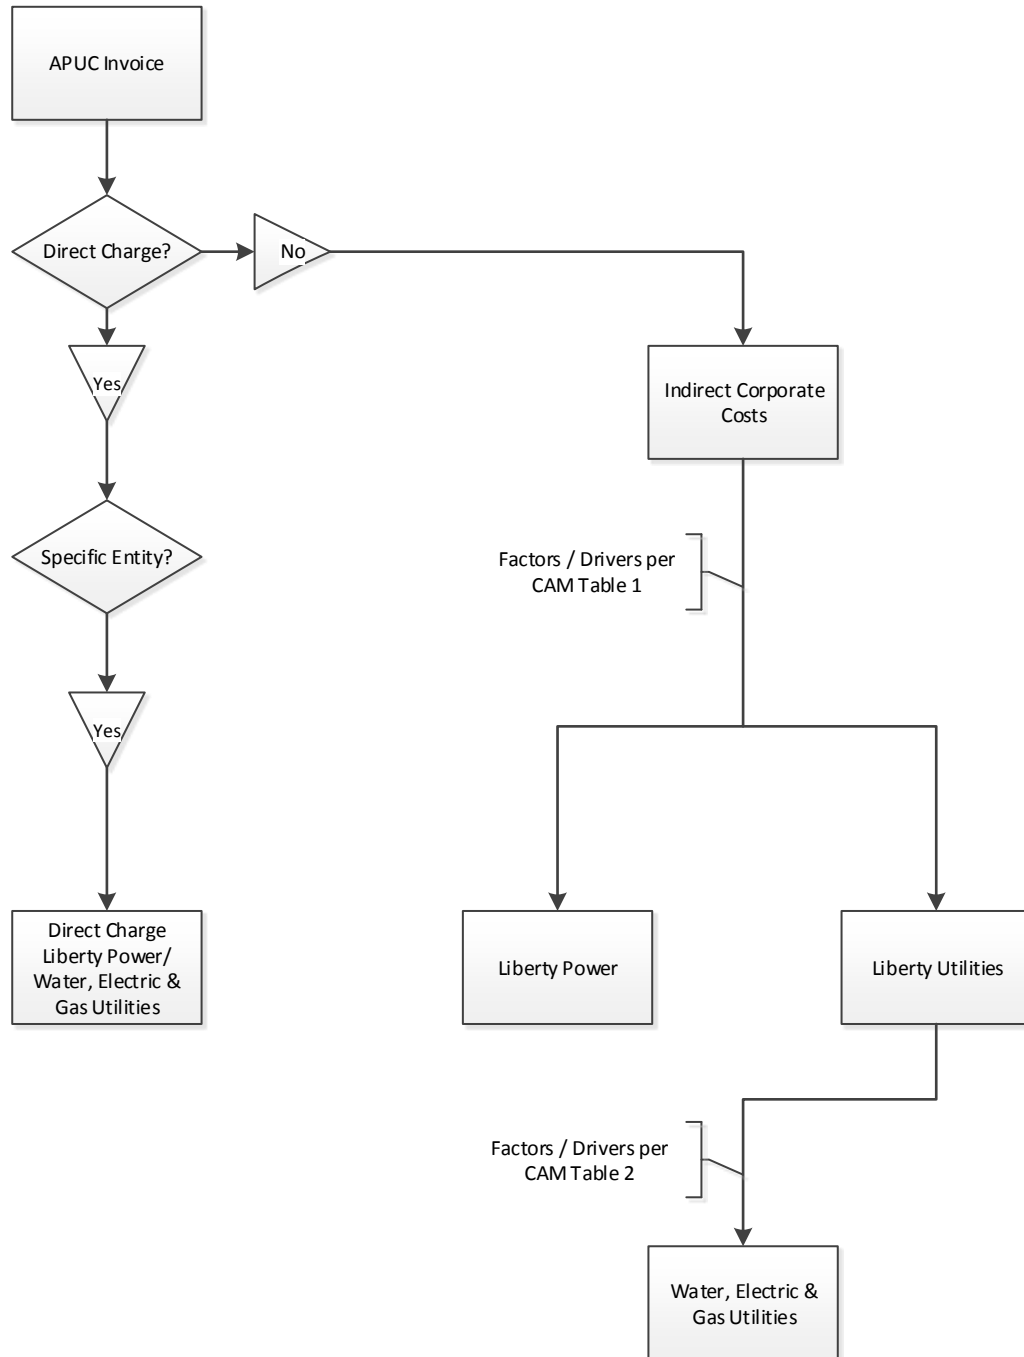 APUC Invoice
Direct Charge?
No
Yes
Indirect Corporate
Costs
Specific Entity?
Factors / Drivers per
CAM Table 1
Yes
Direct Charge
Liberty Power/
Water, Electric &
Gas Utilities
Liberty Power
Liberty Utilities
Factors / Drivers per
CAM Table 2
Water, Electric &
Gas Utilities